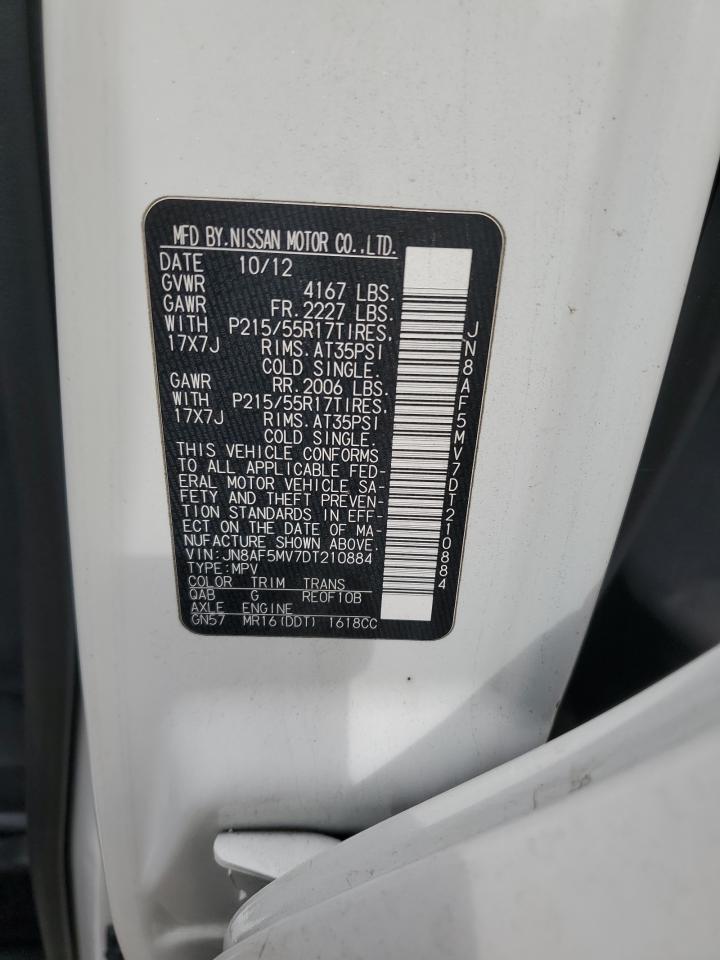 MFD BY.NISSAN MOTOR CO.,LTD.
DATE 10/12
GVWR 4167 LBS.
GAWR FR.2227 LBS.
WITH P215/55R17TIRES,
17X7J RIMS.AT35PSI
COLD SINGLE.
GAWR RR.2006 LBS.
WITH P215/55R17TIRES,
17X7J RIMS.AT35PSI
COLD SINGLE.
THIS VEHICLE CONFORMS
TO ALL APPLICABLE FED-
ERAL MOTOR VEHICLE SA-
FETY AND THEFT PREVEN-
TION STANDARDS IN EFF-
ECT ON THE DATE OF MA-
NUFACTURE SHOWN ABOVE.
VIN:JN8AF5MV7DT210884
TYPE:MPV
COLOR TRIM TRANS
QAB G RE0F10B
AXLE ENGINE
GN57 MR16(DDT) 1618CC
JN8AF5MV7DT210884